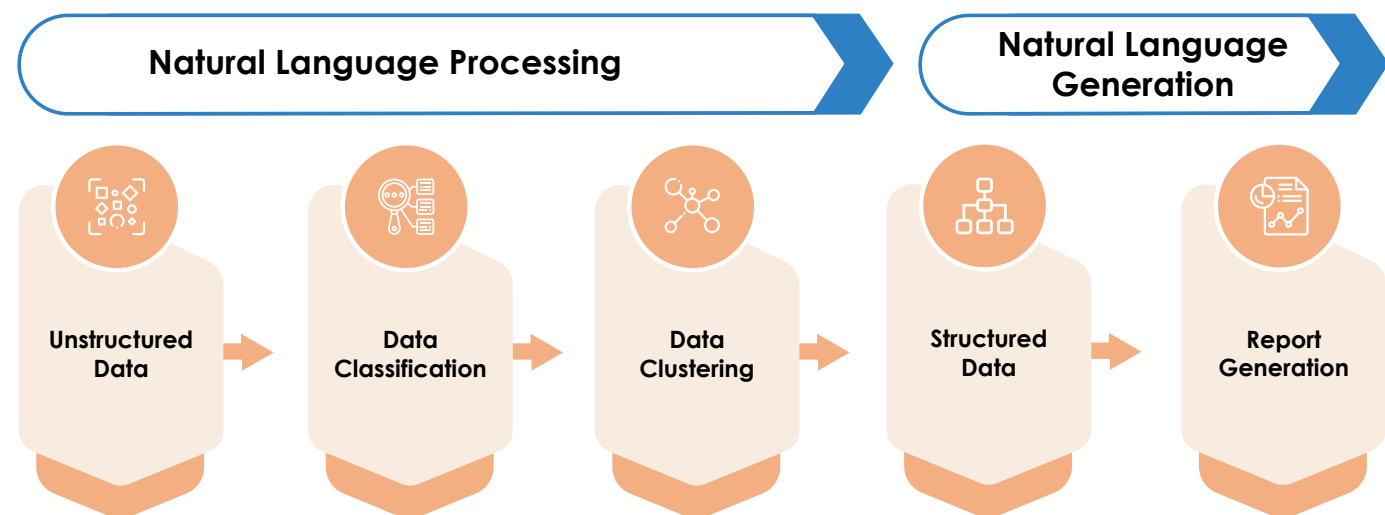 Natural Language Processing
Natural Language
Generation
Unstructured
Data
Data
Classification
Data
Clustering
Structured
Data
Report
Generation